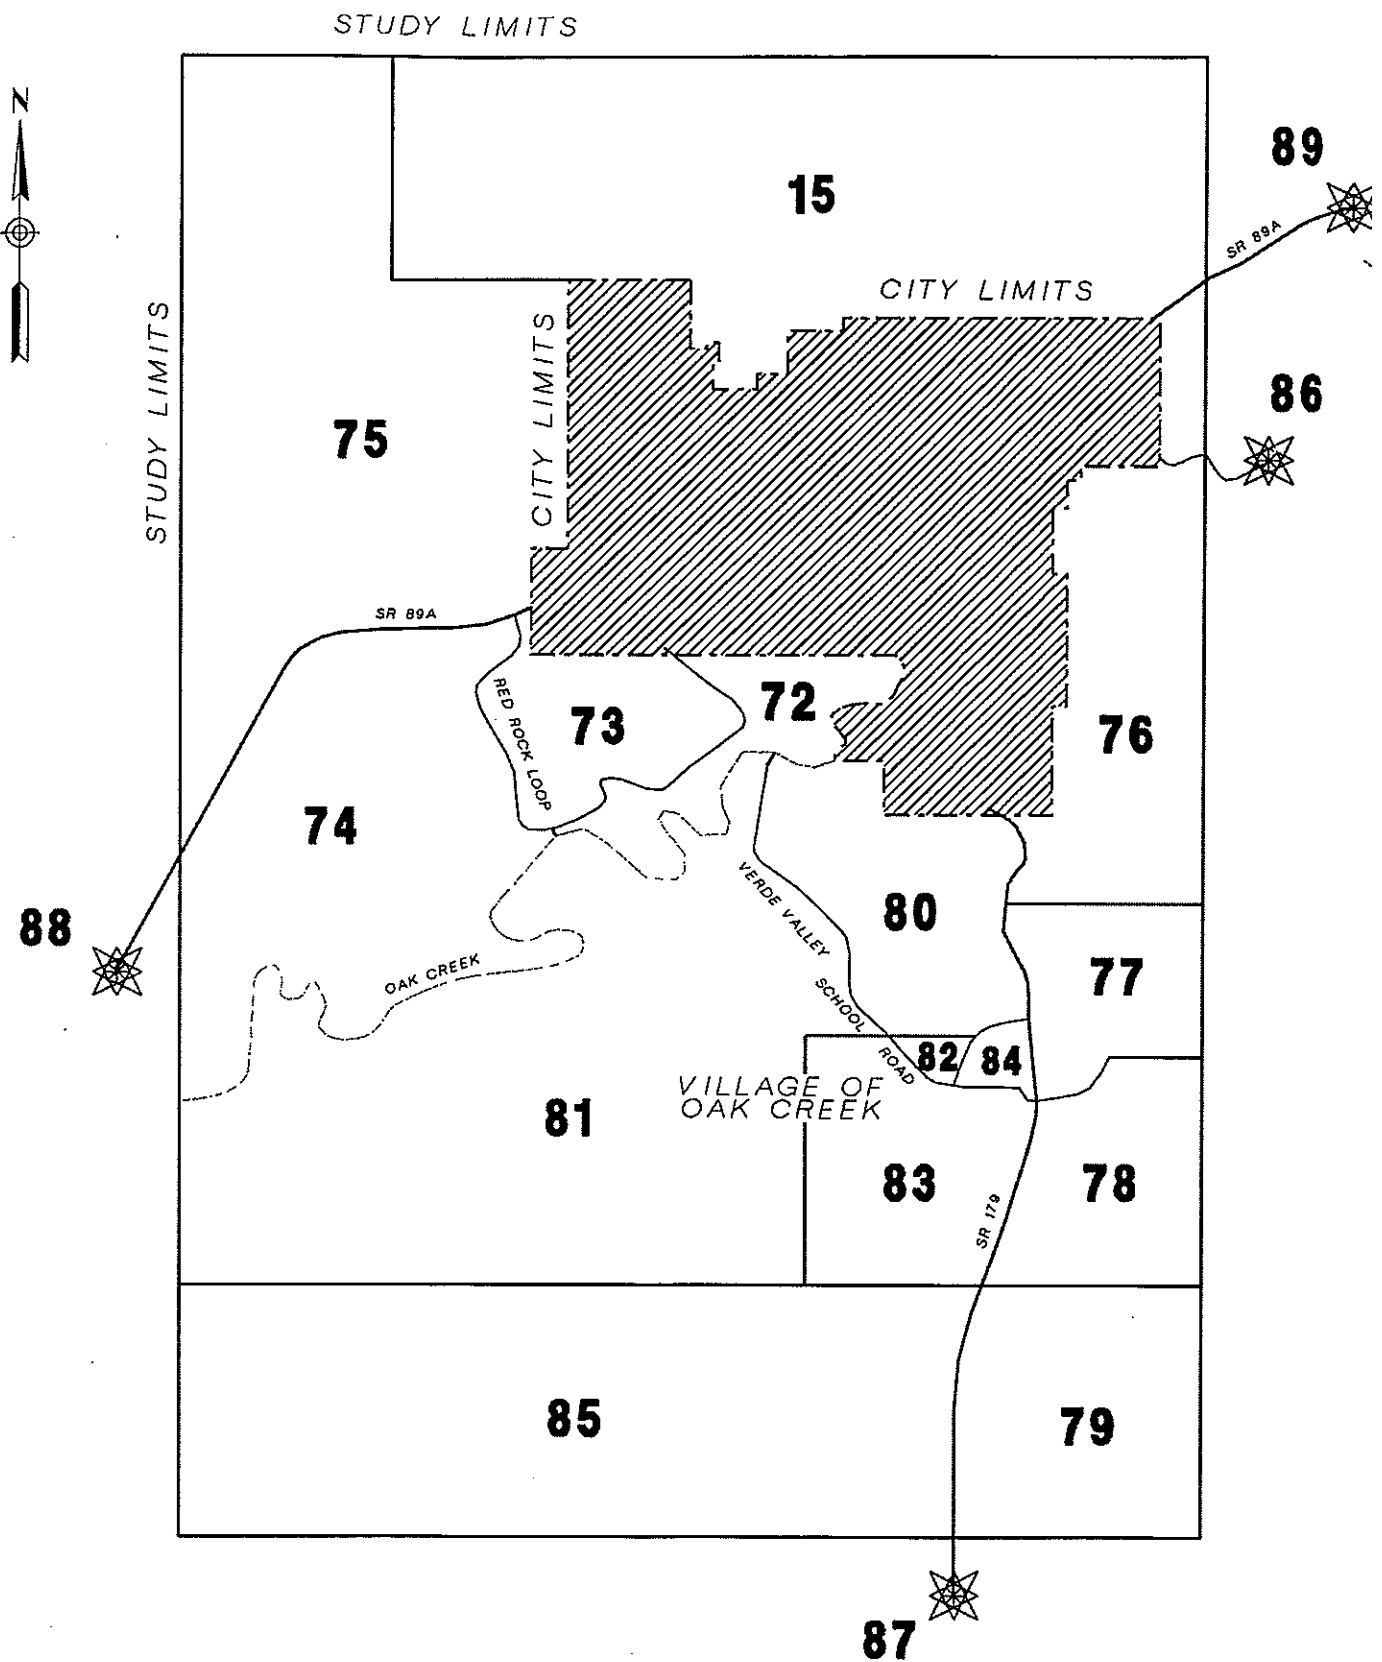 STUDY LIMITS
N
89
15
SR 89A
CITY LIMITS
STUDY LIMITS
CITY LIMITS
86
75
SR 89A
RED ROCK LOOP
73
72
76
74
VERDE VALLEY SCHOOL ROAD
80
88
OAK CREEK
77
82
84
VILLAGE OF
OAK CREEK
81
83
78
SR 179
85
79
87